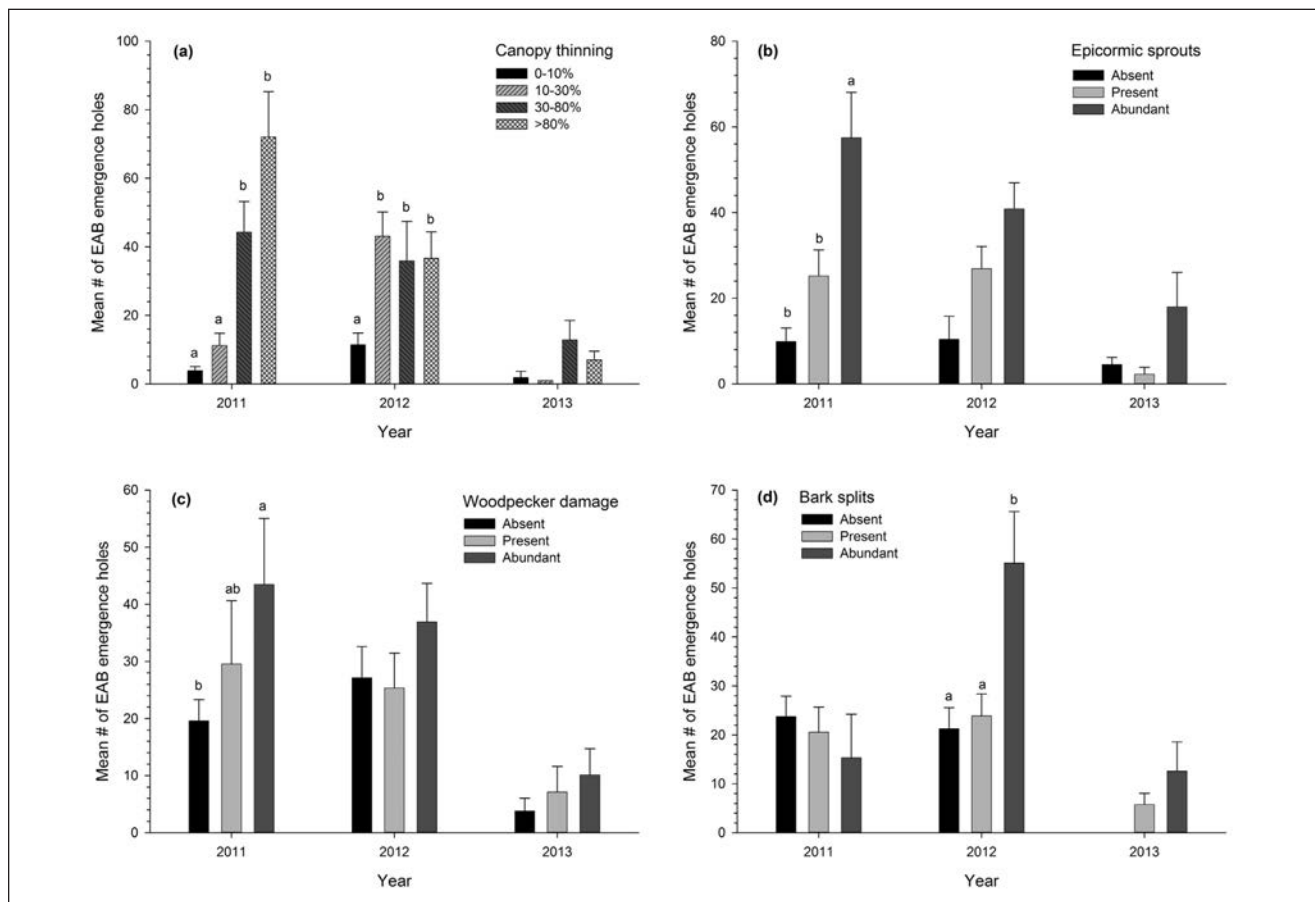 (a)
Canopy thinning
0-10%
10-30%
30-80%
>80%
Mean # of EAB emergence holes
100
80
60
40
20
0
a
a
b
b
a
b
b
b
2011
2012
2013
Year
(b)
Epicormic sprouts
Absent
Present
Abundant
Mean # of EAB emergence holes
80
60
40
20
0
b
b
a
2011
2012
2013
Year
(c)
Woodpecker damage
Absent
Present
Abundant
Mean # of EAB emergence holes
60
50
40
30
20
10
0
b
ab
a
2011
2012
2013
Year
(d)
Bark splits
Absent
Present
Abundant
Mean # of EAB emergence holes
70
60
50
40
30
20
10
0
a
a
b
2011
2012
2013
Year